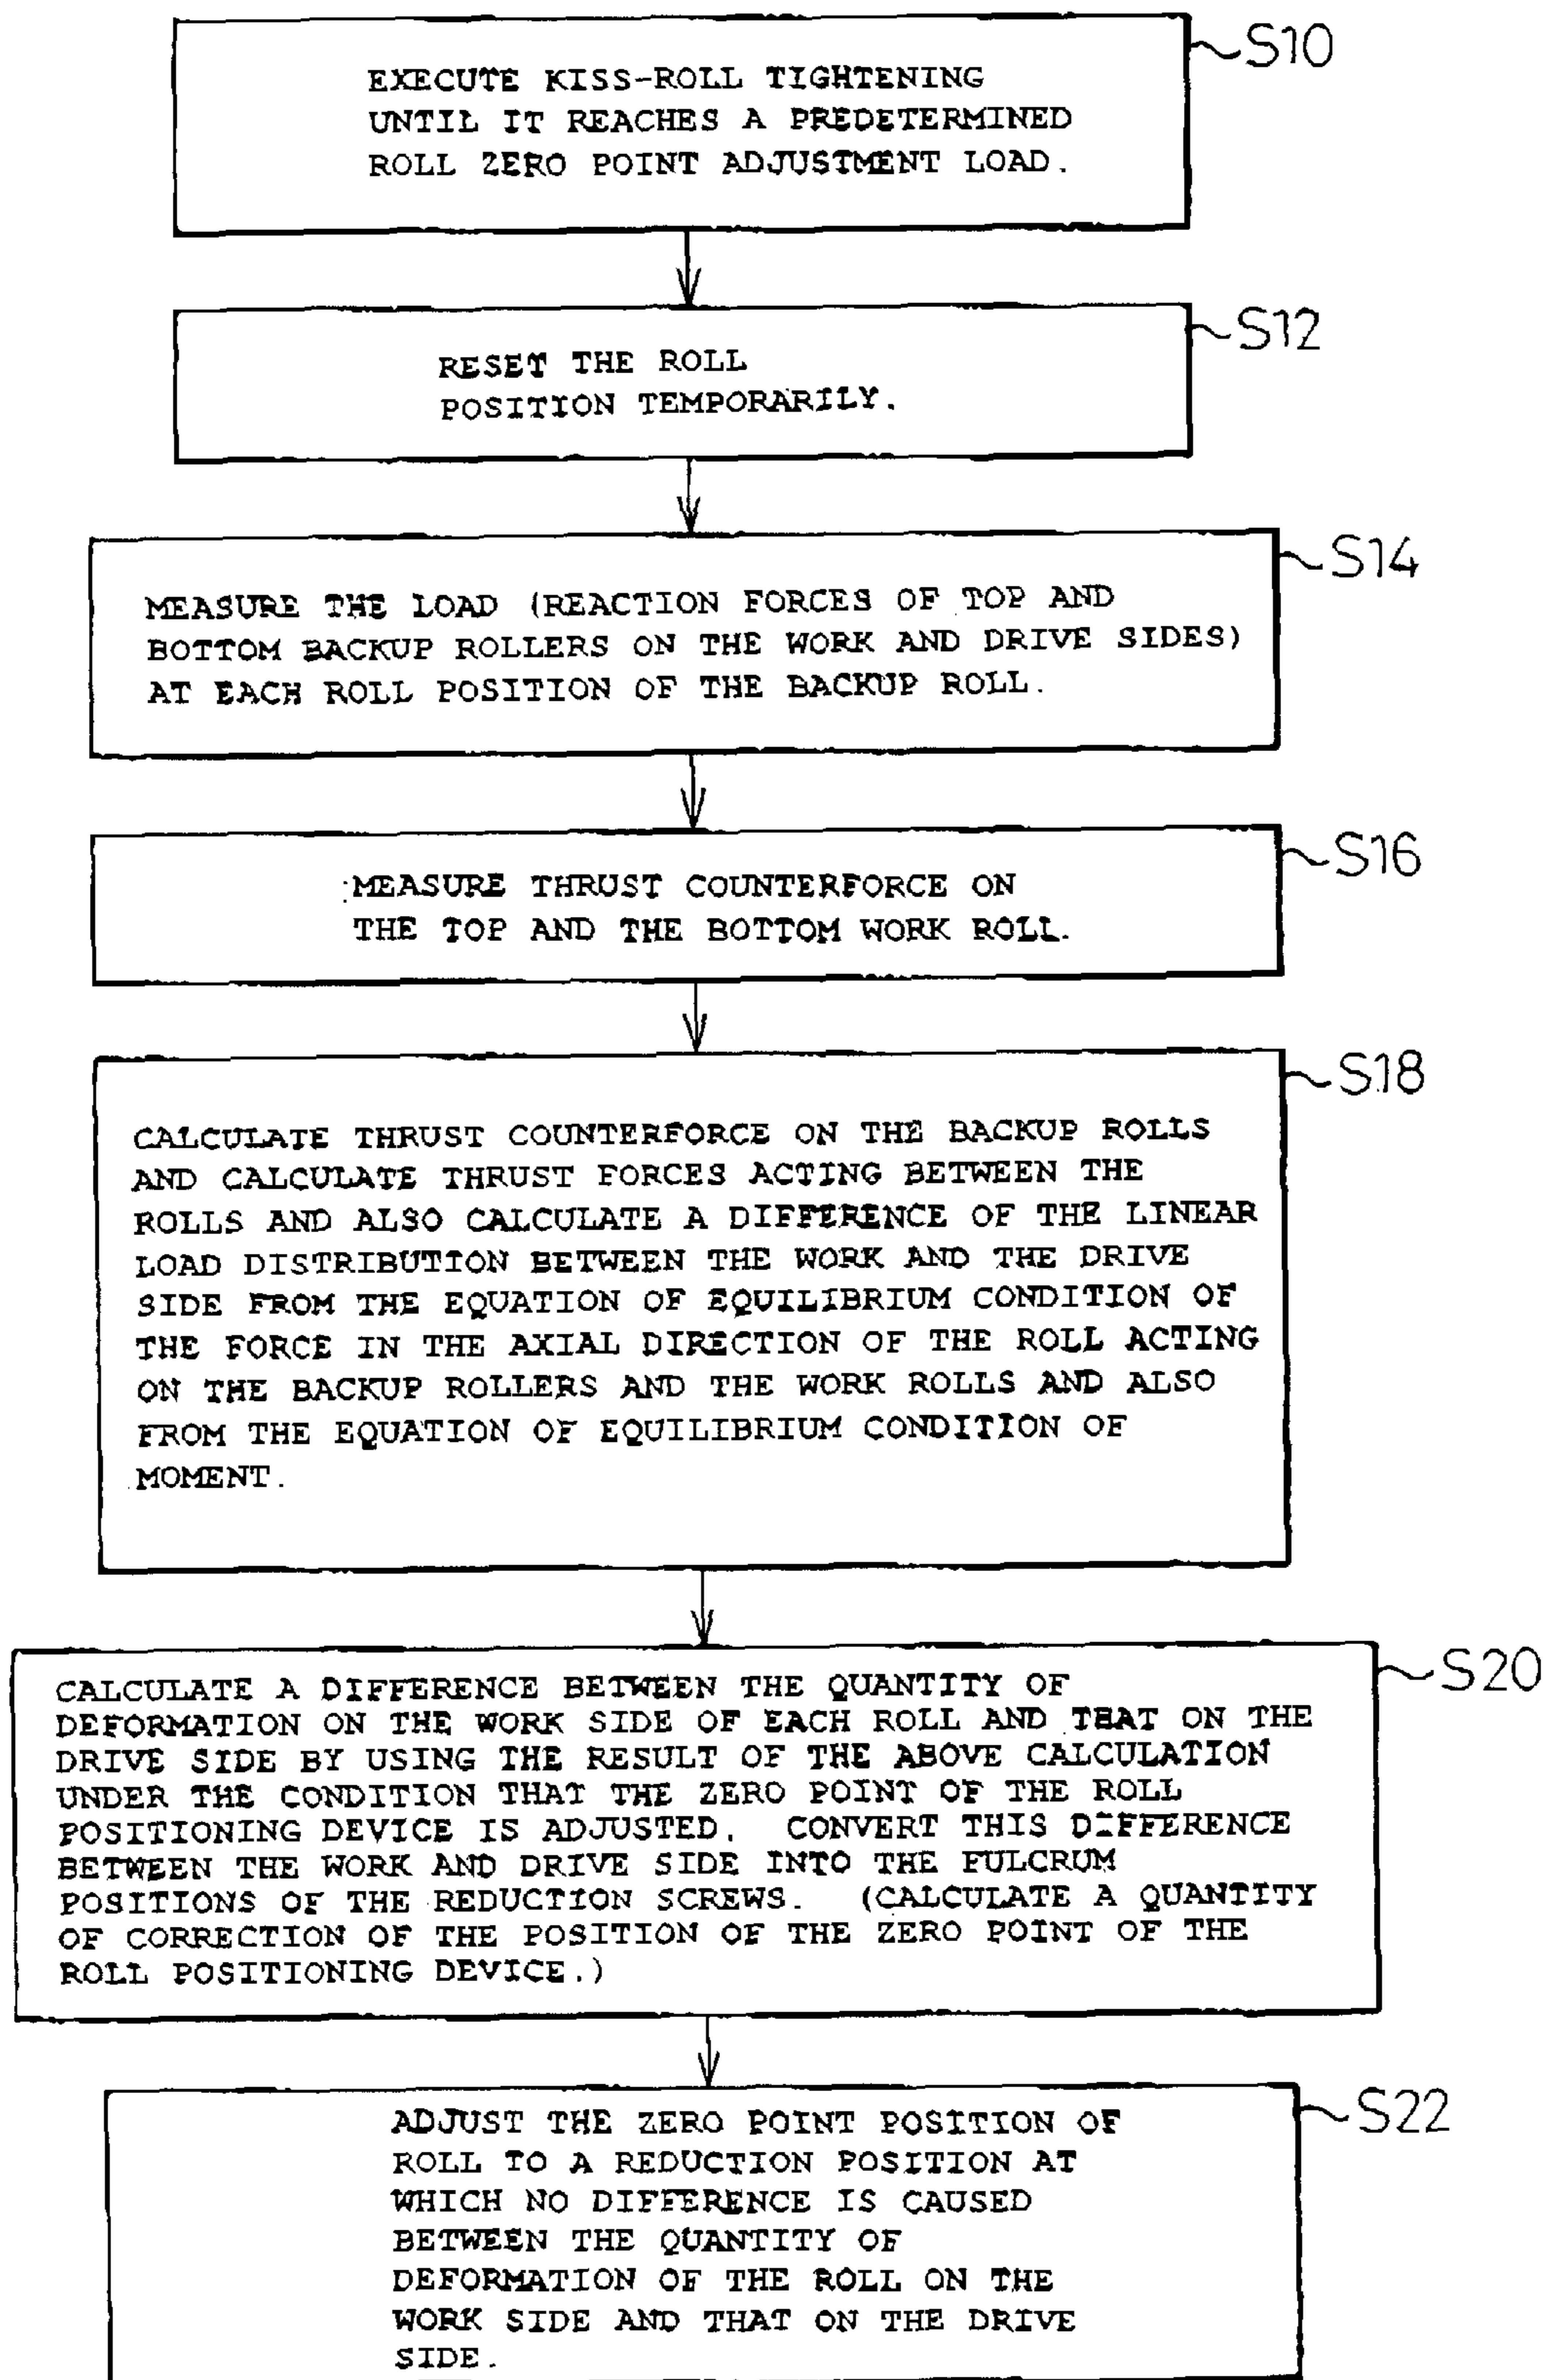 S10
EXECUTE KISS-ROLL TIGHTENING
UNTIL IT REACHES A PREDETERMINED
ROLL ZERO POINT ADJUSTMENT LOAD.
S12
RESET THE ROLL
POSITION TEMPORARILY.
S14
MEASURE THE LOAD (REACTION FORCES OF TOP AND
BOTTOM BACKUP ROLLERS ON THE WORK AND DRIVE SIDES)
AT EACH ROLL POSITION OF THE BACKUP ROLL.
S16
MEASURE THRUST COUNTERFORCE ON
THE TOP AND THE BOTTOM WORK ROLL.
S18
CALCULATE THRUST COUNTERFORCE ON THE BACKUP ROLLS
AND CALCULATE THRUST FORCES ACTING BETWEEN THE
ROLLS AND ALSO CALCULATE A DIFFERENCE OF THE LINEAR
LOAD DISTRIBUTION BETWEEN THE WORK AND THE DRIVE
SIDE FROM THE EQUATION OF EQUILIBRIUM CONDITION OF
THE FORCE IN THE AXIAL DIRECTION OF THE ROLL ACTING
ON THE BACKUP ROLLERS AND THE WORK ROLLS AND ALSO
FROM THE EQUATION OF EQUILIBRIUM CONDITION OF
MOMENT.
S20
CALCULATE A DIFFERENCE BETWEEN THE QUANTITY OF
DEFORMATION ON THE WORK SIDE OF EACH ROLL AND THAT ON THE
DRIVE SIDE BY USING THE RESULT OF THE ABOVE CALCULATION
UNDER THE CONDITION THAT THE ZERO POINT OF THE ROLL
POSITIONING DEVICE IS ADJUSTED. CONVERT THIS DIFFERENCE
BETWEEN THE WORK AND DRIVE SIDE INTO THE FULCRUM
POSITIONS OF THE REDUCTION SCREWS. (CALCULATE A QUANTITY
OF CORRECTION OF THE POSITION OF THE ZERO POINT OF THE
ROLL POSITIONING DEVICE.)
S22
ADJUST THE ZERO POINT POSITION OF
ROLL TO A REDUCTION POSITION AT
WHICH NO DIFFERENCE IS CAUSED
BETWEEN THE QUANTITY OF
DEFORMATION OF THE ROLL ON THE
WORK SIDE AND THAT ON THE DRIVE
SIDE.